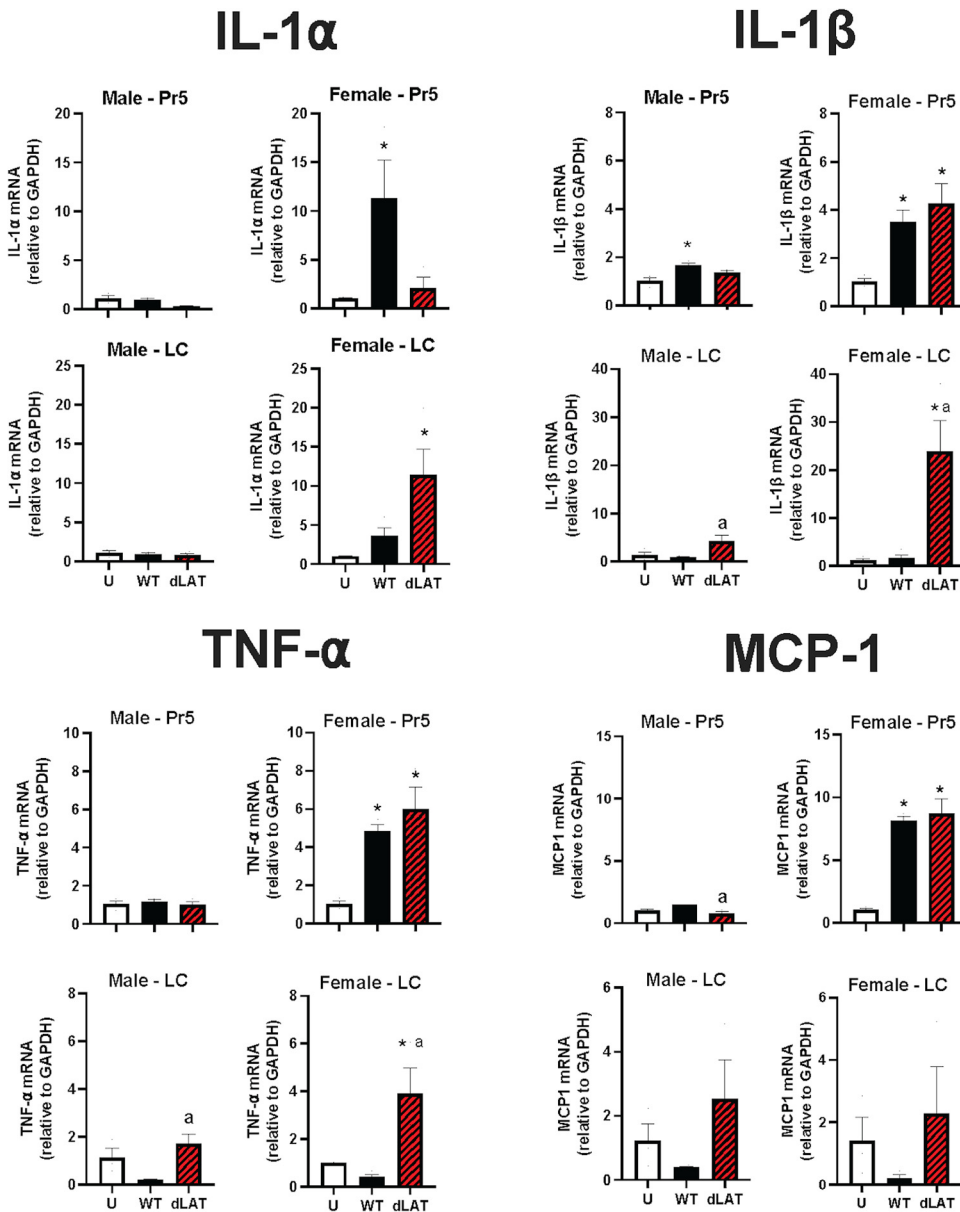 IL-1α
Male - Pr5
IL-1α mRNA
(relative to GAPDH)
20
15
10
5
0
Female - Pr5
IL-1α mRNA
(relative to GAPDH)
20
15
10
5
0
*
Male - LC
IL-1α mRNA
(relative to GAPDH)
25
20
15
10
5
0
U WT dLAT
Female - LC
IL-1α mRNA
(relative to GAPDH)
25
20
15
10
5
0
*
U WT dLAT
IL-1β
Male - Pr5
IL-1β mRNA
(relative to GAPDH)
8
6
4
2
0
*
Female - Pr5
IL-1β mRNA
(relative to GAPDH)
8
6
4
2
0
* *
Male - LC
IL-1β mRNA
(relative to GAPDH)
40
30
20
10
0
a
U WT dLAT
Female - LC
IL-1β mRNA
(relative to GAPDH)
40
30
20
10
0
* a
U WT dLAT
TNF-α
Male - Pr5
TNF-α mRNA
(relative to GAPDH)
10
8
6
4
2
0
Female - Pr5
TNF-α mRNA
(relative to GAPDH)
10
8
6
4
2
0
* *
Male - LC
TNF-α mRNA
(relative to GAPDH)
8
6
4
2
0
a
U WT dLAT
Female - LC
TNF-α mRNA
(relative to GAPDH)
8
6
4
2
0
* a
U WT dLAT
MCP-1
Male - Pr5
MCP1 mRNA
(relative to GAPDH)
15
10
5
0
a
Female - Pr5
MCP1 mRNA
(relative to GAPDH)
15
10
5
0
* *
Male - LC
MCP1 mRNA
(relative to GAPDH)
6
4
2
0
U WT dLAT
Female - LC
MCP1 mRNA
(relative to GAPDH)
6
4
2
0
U WT dLAT